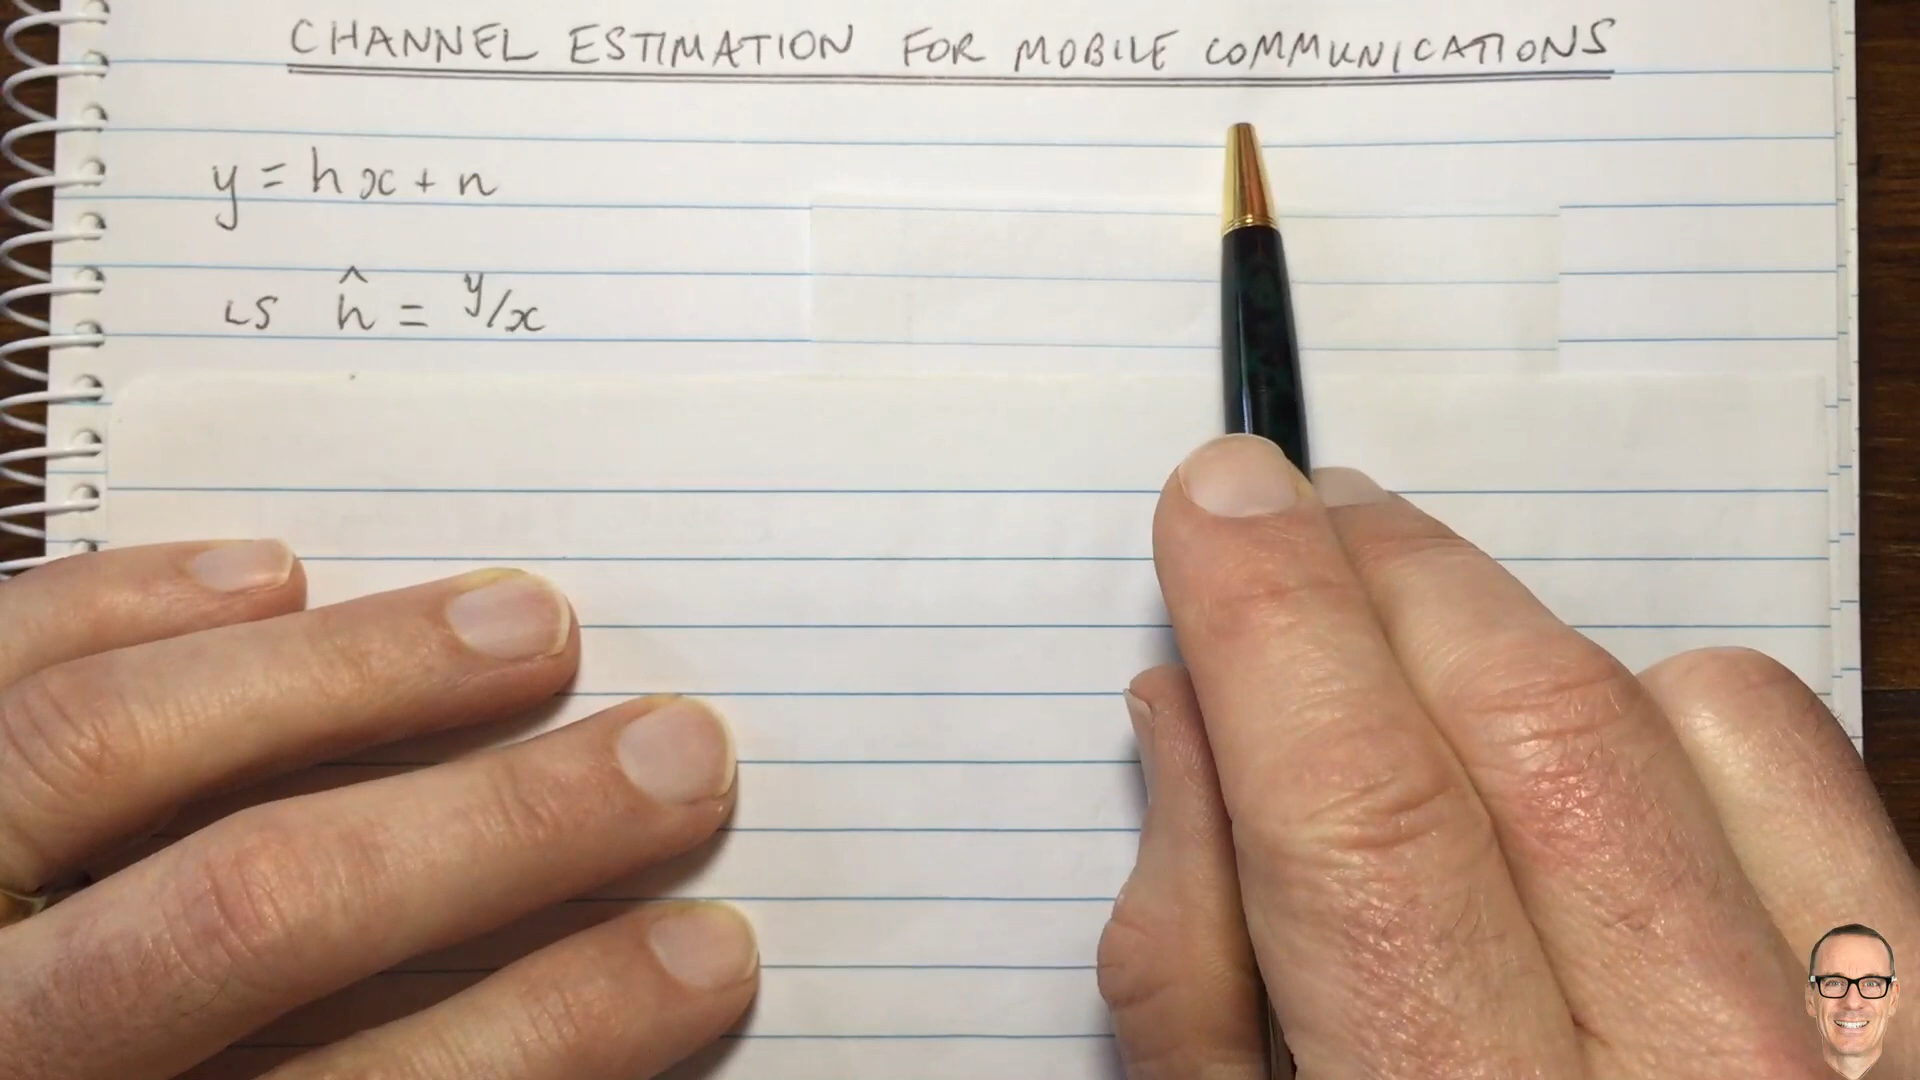 CHANNEL ESTIMATION FOR MOBILE COMMUNICATIONS
y = hx + n
LS ĥ = y/x